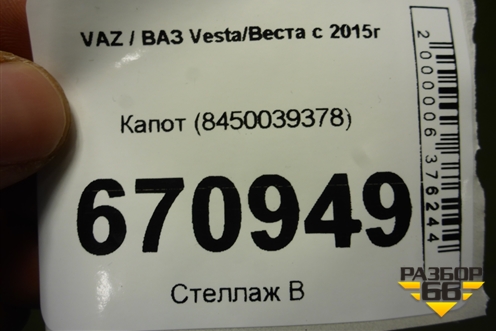 VAZ / ВАЗ Vesta/Веста с 2015г
Капот (8450039378)
670949
Стеллаж В
2000006376244
РАЗБОР
66